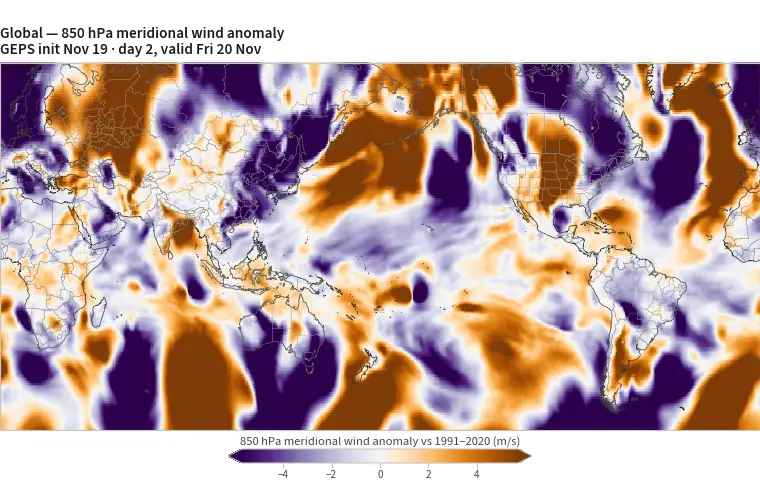 Global — 850 hPa meridional wind anomaly
GEPS init Nov 19 · day 2, valid Fri 20 Nov
850 hPa meridional wind anomaly vs 1991–2020 (m/s)
−4 −2 0 2 4